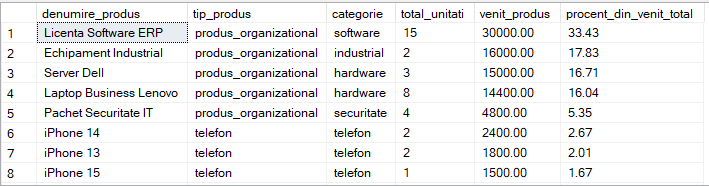 denumire_produs tip_produs categorie total_unitati venit_produs procent_din_venit_total
1 Licenta Software ERP produs_organizational software 15 30000.00 33.43
2 Echipament Industrial produs_organizational industrial 2 16000.00 17.83
3 Server Dell produs_organizational hardware 3 15000.00 16.71
4 Laptop Business Lenovo produs_organizational hardware 8 14400.00 16.04
5 Pachet Securitate IT produs_organizational securitate 4 4800.00 5.35
6 iPhone 14 telefon telefon 2 2400.00 2.67
7 iPhone 13 telefon telefon 2 1800.00 2.01
8 iPhone 15 telefon telefon 1 1500.00 1.67